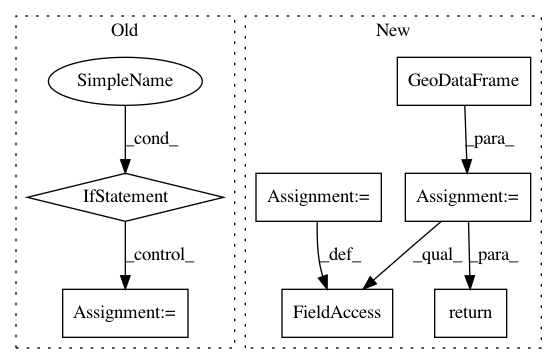 Old
New
SimpleName
GeoDataFrame
_cond_
_para_
IfStatement
Assignment:=
Assignment:=
_control_
_def_
_qual_
_para_
Assignment:=
FieldAccess
return